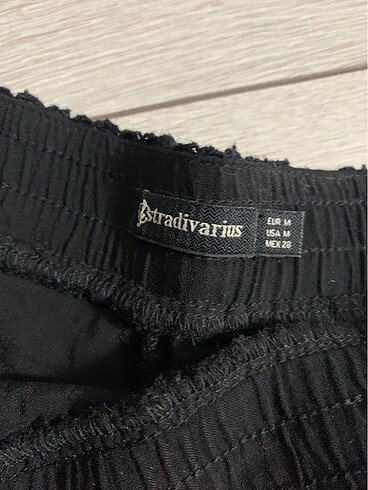 stradivarius
EUR M
USA M
MEX 28